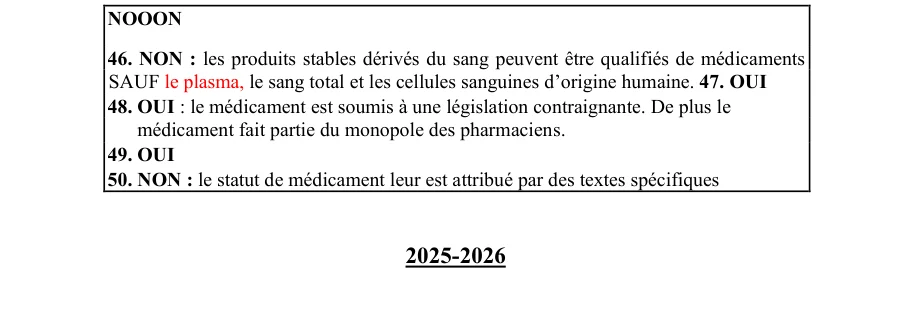 NOOON
46. NON : les produits stables dérivés du sang peuvent être qualifiés de médicaments
SAUF le plasma, le sang total et les cellules sanguines d’origine humaine. 47. OUI
48. OUI : le médicament est soumis à une législation contraignante. De plus le
médicament fait partie du monopole des pharmaciens.
49. OUI
50. NON : le statut de médicament leur est attribué par des textes spécifiques
2025-2026